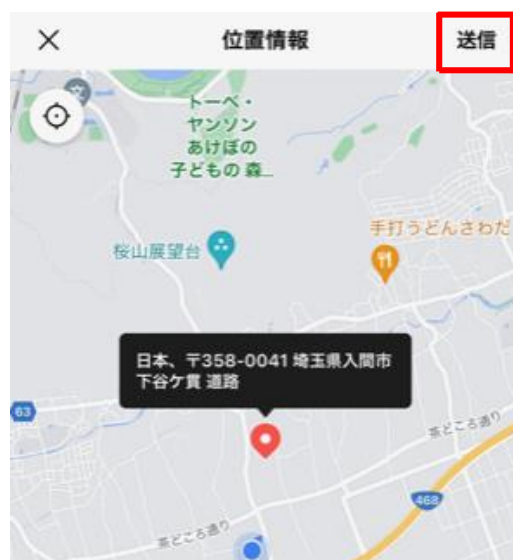 位置情報
送信
文
トーベ・
ヤンソン
あけぼの
子どもの 森...
手打うどんさわだ
桜山展望台
日本、〒358-0041 埼玉県入間市
下谷ケ貫 道路
63
茶どころ通り
468
茶どころ通り